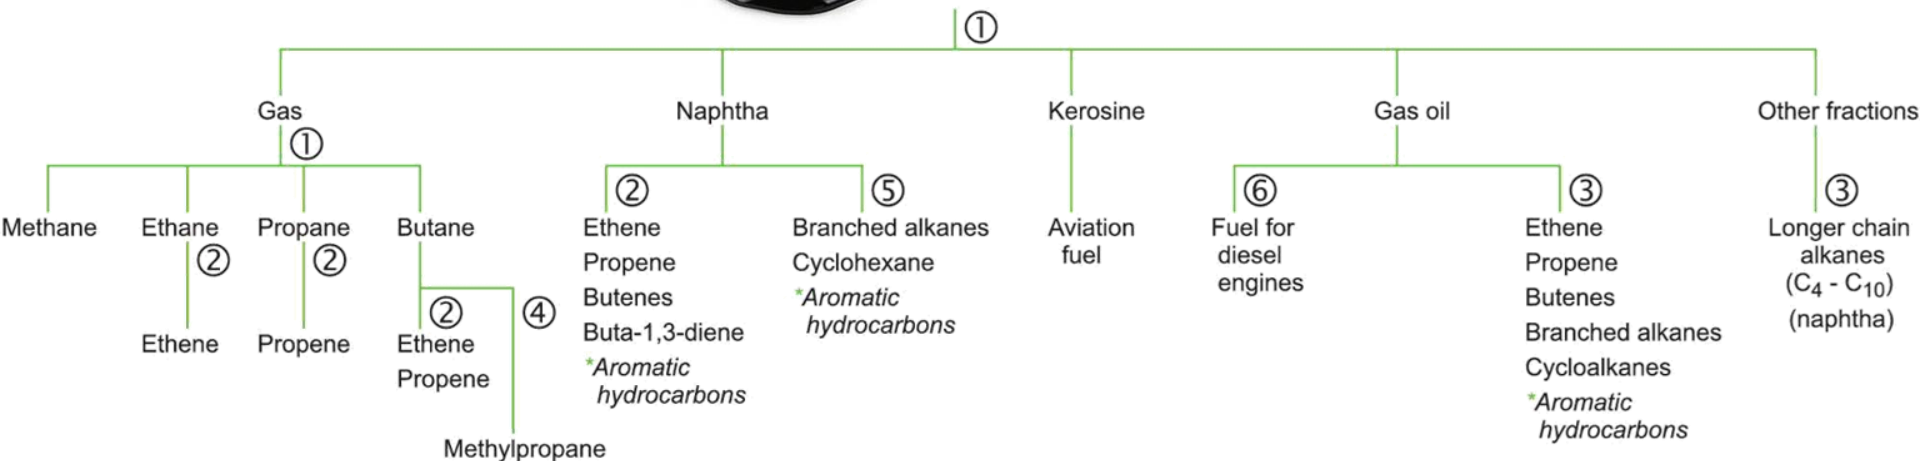 ①
Gas Naphtha Kerosine Gas oil Other fractions
①
② ⑤ ⑥ ③ ③
Methane Ethane Propane Butane Ethene Branched alkanes Aviation Fuel for Ethene Longer chain
② ② Propene Cyclohexane fuel diesel Propene alkanes
Butenes *Aromatic engines Butenes (C₄ - C₁₀)
② ④ Buta-1,3-diene hydrocarbons Branched alkanes (naphtha)
Ethene Propene Ethene *Aromatic Cycloalkanes
Propene hydrocarbons *Aromatic
hydrocarbons
Methylpropane